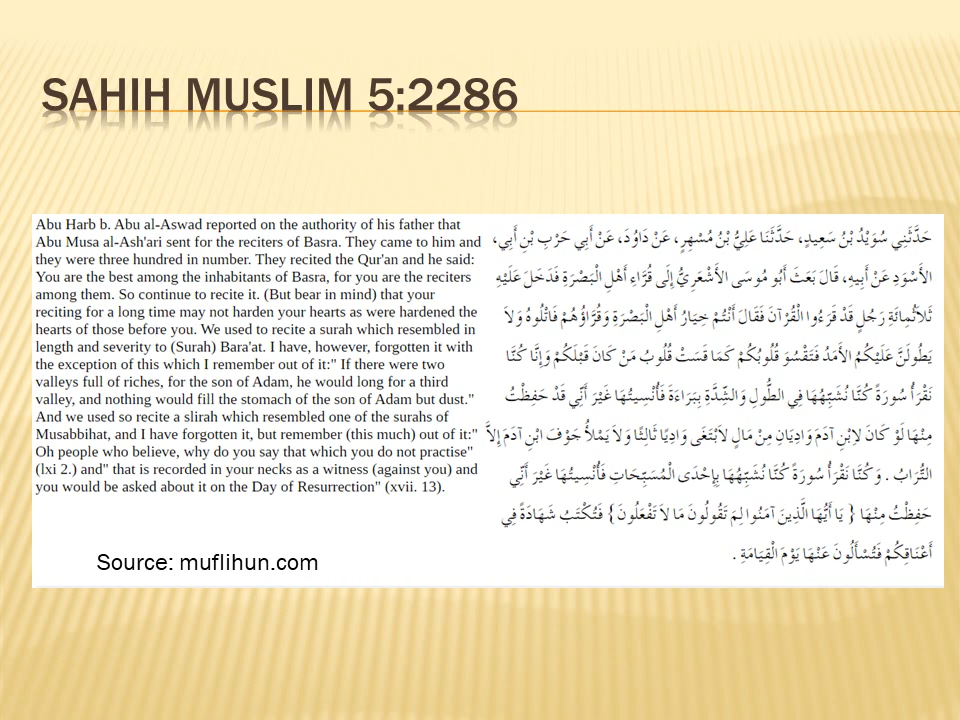 SAHIH MUSLIM 5:2286
Abu Harb b. Abu al-Aswad reported on the authority of his father that
Abu Musa al-Ash'ari sent for the reciters of Basra. They came to him and
they were three hundred in number. They recited the Qur'an and he said:
You are the best among the inhabitants of Basra, for you are the reciters
among them. So continue to recite it. (But bear in mind) that your
reciting for a long time may not harden your hearts as were hardened the
hearts of those before you. We used to recite a surah which resembled in
length and severity to (Surah) Bara'at. I have, however, forgotten it with
the exception of this which I remember out of it:" If there were two
valleys full of riches, for the son of Adam, he would long for a third
valley, and nothing would fill the stomach of the son of Adam but dust."
And we used so recite a slirah which resembled one of the surahs of
Musabbihat, and I have forgotten it, but remember (this much) out of it:"
Oh people who believe, why do you say that which you do not practise"
(lxi 2.) and" that is recorded in your necks as a witness (against you) and
you would be asked about it on the Day of Resurrection" (xvii. 13).
حَدَّثَنِي سُوَيْدُ بْنُ سَعِيدٍ، حَدَّثَنَا عَلِيُّ بْنُ مُسْهِرٍ، عَنْ دَاوُدَ، عَنْ أَبِي حَرْبِ بْنِ أَبِي،
الأَسْوَدِ عَنْ أَبِيهِ، قَالَ بَعَثَ أَبُو مُوسَى الأَشْعَرِيُّ إِلَى قُرَّاءِ أَهْلِ الْبَصْرَةِ فَدَخَلَ عَلَيْهِ
ثَلاَثُمِائَةِ رَجُلٍ قَدْ قَرَءُوا الْقُرْآنَ فَقَالَ أَنْتُمْ خِيَارُ أَهْلِ الْبَصْرَةِ وَقُرَّاؤُهُمْ فَاتْلُوهُ وَلاَ
يَطُولَنَّ عَلَيْكُمُ الأَمَدُ فَتَقْسُوَ قُلُوبُكُمْ كَمَا قَسَتْ قُلُوبُ مَنْ كَانَ قَبْلَكُمْ وَإِنَّا كُنَّا
نَقْرَأُ سُورَةً كُنَّا نُشَبِّهُهَا فِي الطُّولِ وَالشِّدَّةِ بِبَرَاءَةَ فَأُنْسِيتُهَا غَيْرَ أَنِّي قَدْ حَفِظْتُ
مِنْهَا لَوْ كَانَ لاِبْنِ آدَمَ وَادِيَانِ مِنْ مَالٍ لاَبْتَغَى وَادِيًا ثَالِثًا وَلاَ يَمْلأُ جَوْفَ ابْنِ آدَمَ إِلاَّ
التُّرَابُ . وَكُنَّا نَقْرَأُ سُورَةً كُنَّا نُشَبِّهُهَا بِإِحْدَى الْمُسَبِّحَاتِ فَأُنْسِيتُهَا غَيْرَ أَنِّي
حَفِظْتُ مِنْهَا { يَا أَيُّهَا الَّذِينَ آمَنُوا لِمَ تَقُولُونَ مَا لاَ تَفْعَلُونَ} فَتُكْتَبُ شَهَادَةً فِي
أَعْنَاقِكُمْ فَتُسْأَلُونَ عَنْهَا يَوْمَ الْقِيَامَةِ .
Source: muflihun.com